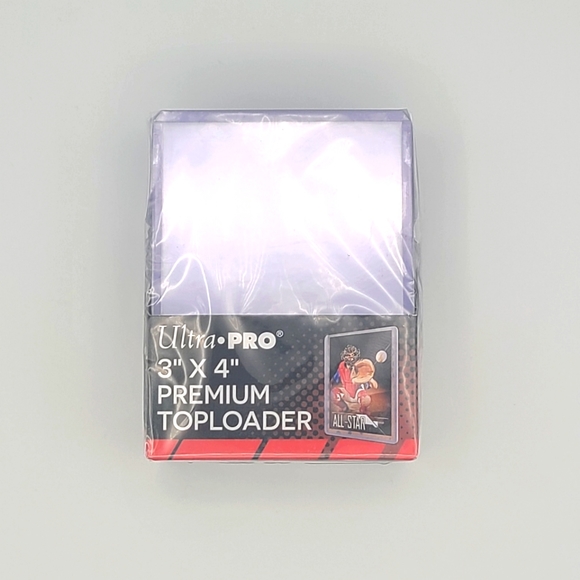 Ultra•PRO®
3" X 4"
PREMIUM
TOPLOADER
ALL-STAR